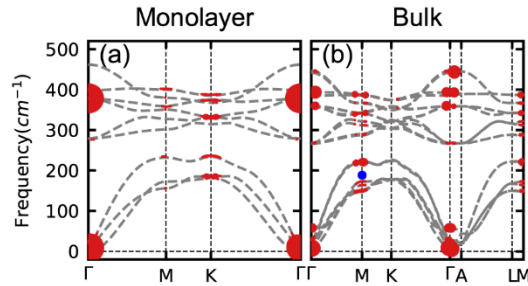 Monolayer
Bulk
(a)
(b)
Frequency(cm⁻¹)
500
400
300
200
100
0
Γ M K Γ
Γ M K Γ A L M